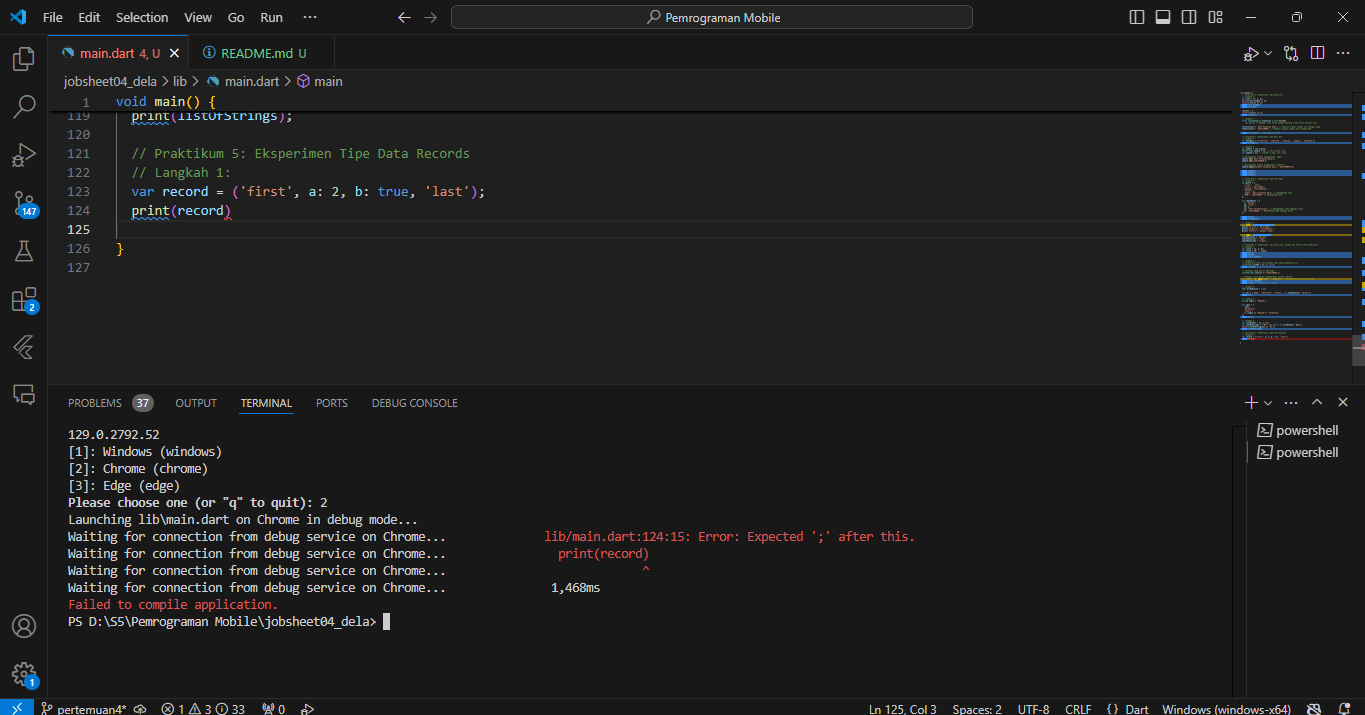 File Edit Selection View Go Run ··· Pemrograman Mobile
main.dart 4, U README.md U
jobsheet04_dela > lib > main.dart > main
1 void main() {
119 print(listOfStrings);
120
121 // Praktikum 5: Eksperimen Tipe Data Records
122 // Langkah 1:
123 var record = ('first', a: 2, b: true, 'last');
124 print(record)
125
126 }
127
147
2
PROBLEMS 37 OUTPUT TERMINAL PORTS DEBUG CONSOLE
powershell
powershell
129.0.2792.52
[1]: Windows (windows)
[2]: Chrome (chrome)
[3]: Edge (edge)
Please choose one (or "q" to quit): 2
Launching lib\main.dart on Chrome in debug mode...
Waiting for connection from debug service on Chrome... lib/main.dart:124:15: Error: Expected ';' after this.
Waiting for connection from debug service on Chrome... print(record)
Waiting for connection from debug service on Chrome... ^
Waiting for connection from debug service on Chrome... 1,468ms
Failed to compile application.
PS D:\S5\Pemrograman Mobile\jobsheet04_dela>
1
pertemuan4* 1 3 33 0 Ln 125, Col 3 Spaces: 2 UTF-8 CRLF {} Dart Windows (windows-x64)